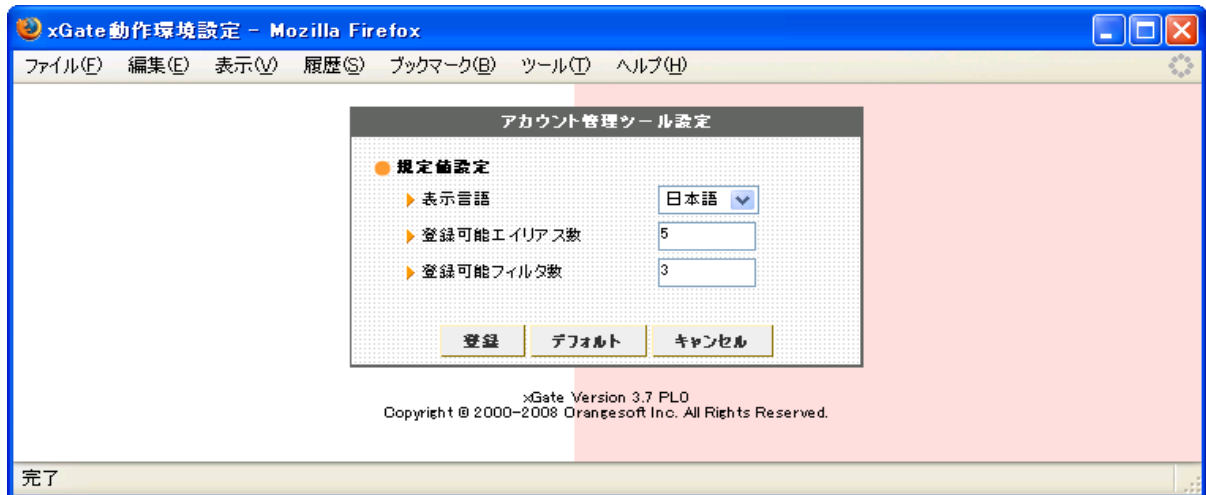 xGate動作環境設定 - Mozilla Firefox
ファイル(F) 編集(E) 表示(V) 履歴(S) ブックマーク(B) ツール(T) ヘルプ(H)
アカウント管理ツール設定
規定値設定
表示言語 日本語
登録可能エイリアス数 5
登録可能フィルタ数 3
登録 デフォルト キャンセル
xGate Version 3.7 PL0
Copyright © 2000-2008 Orangesoft Inc. All Rights Reserved.
完了